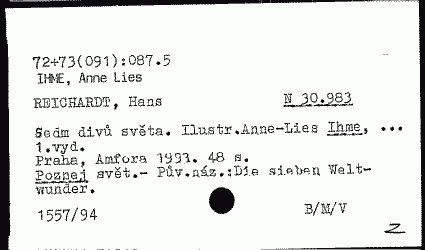 72+73(091):087.5
IHME, Anne Lies
REICHARDT, Hans N 30.983
Sedm divů světa. Ilustr.Anne-Lies Ihme, ...
1.vyd.
Praha, Amfora 1993. 48 s.
Poznej svět.- Pův.náz.:Die sieben Welt-
wunder.
1557/94 B/M/V
Z